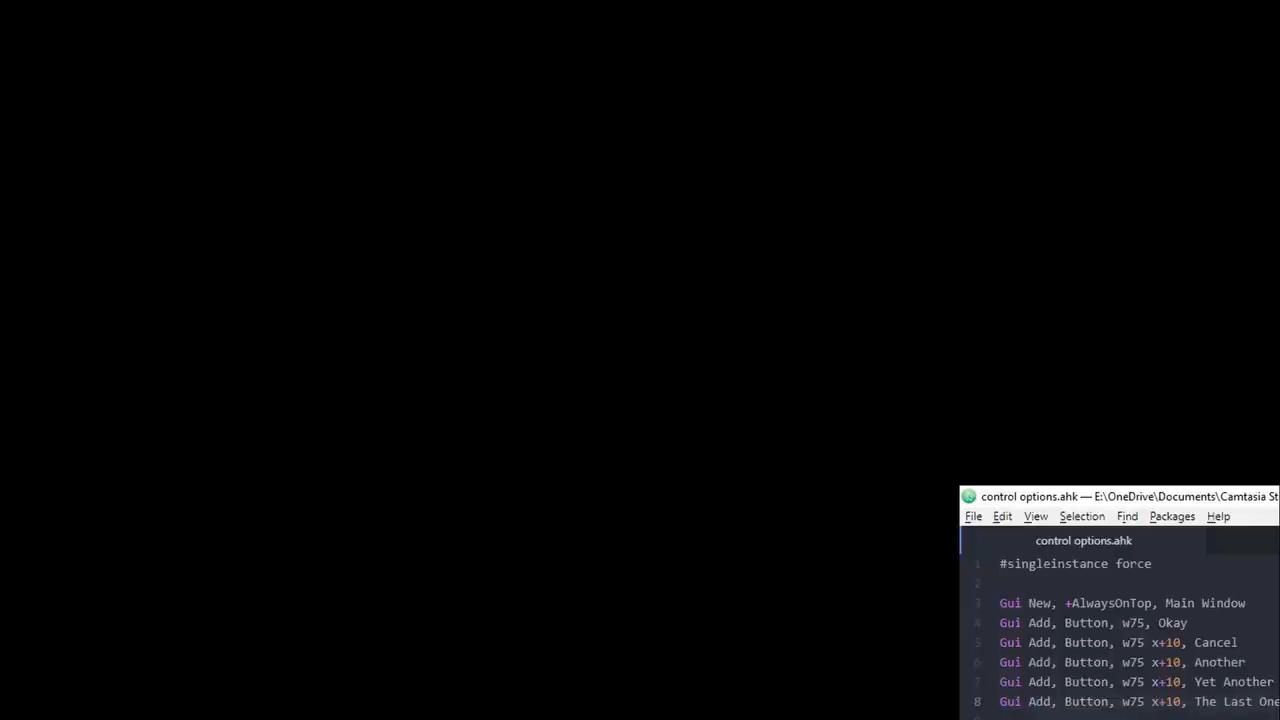 control options.ahk — E:\OneDrive\Documents\Camtasia St
File Edit View Selection Find Packages Help
control options.ahk
1 #singleinstance force
2
3 Gui New, +AlwaysOnTop, Main Window
4 Gui Add, Button, w75, Okay
5 Gui Add, Button, w75 x+10, Cancel
6 Gui Add, Button, w75 x+10, Another
7 Gui Add, Button, w75 x+10, Yet Another
8 Gui Add, Button, w75 x+10, The Last One